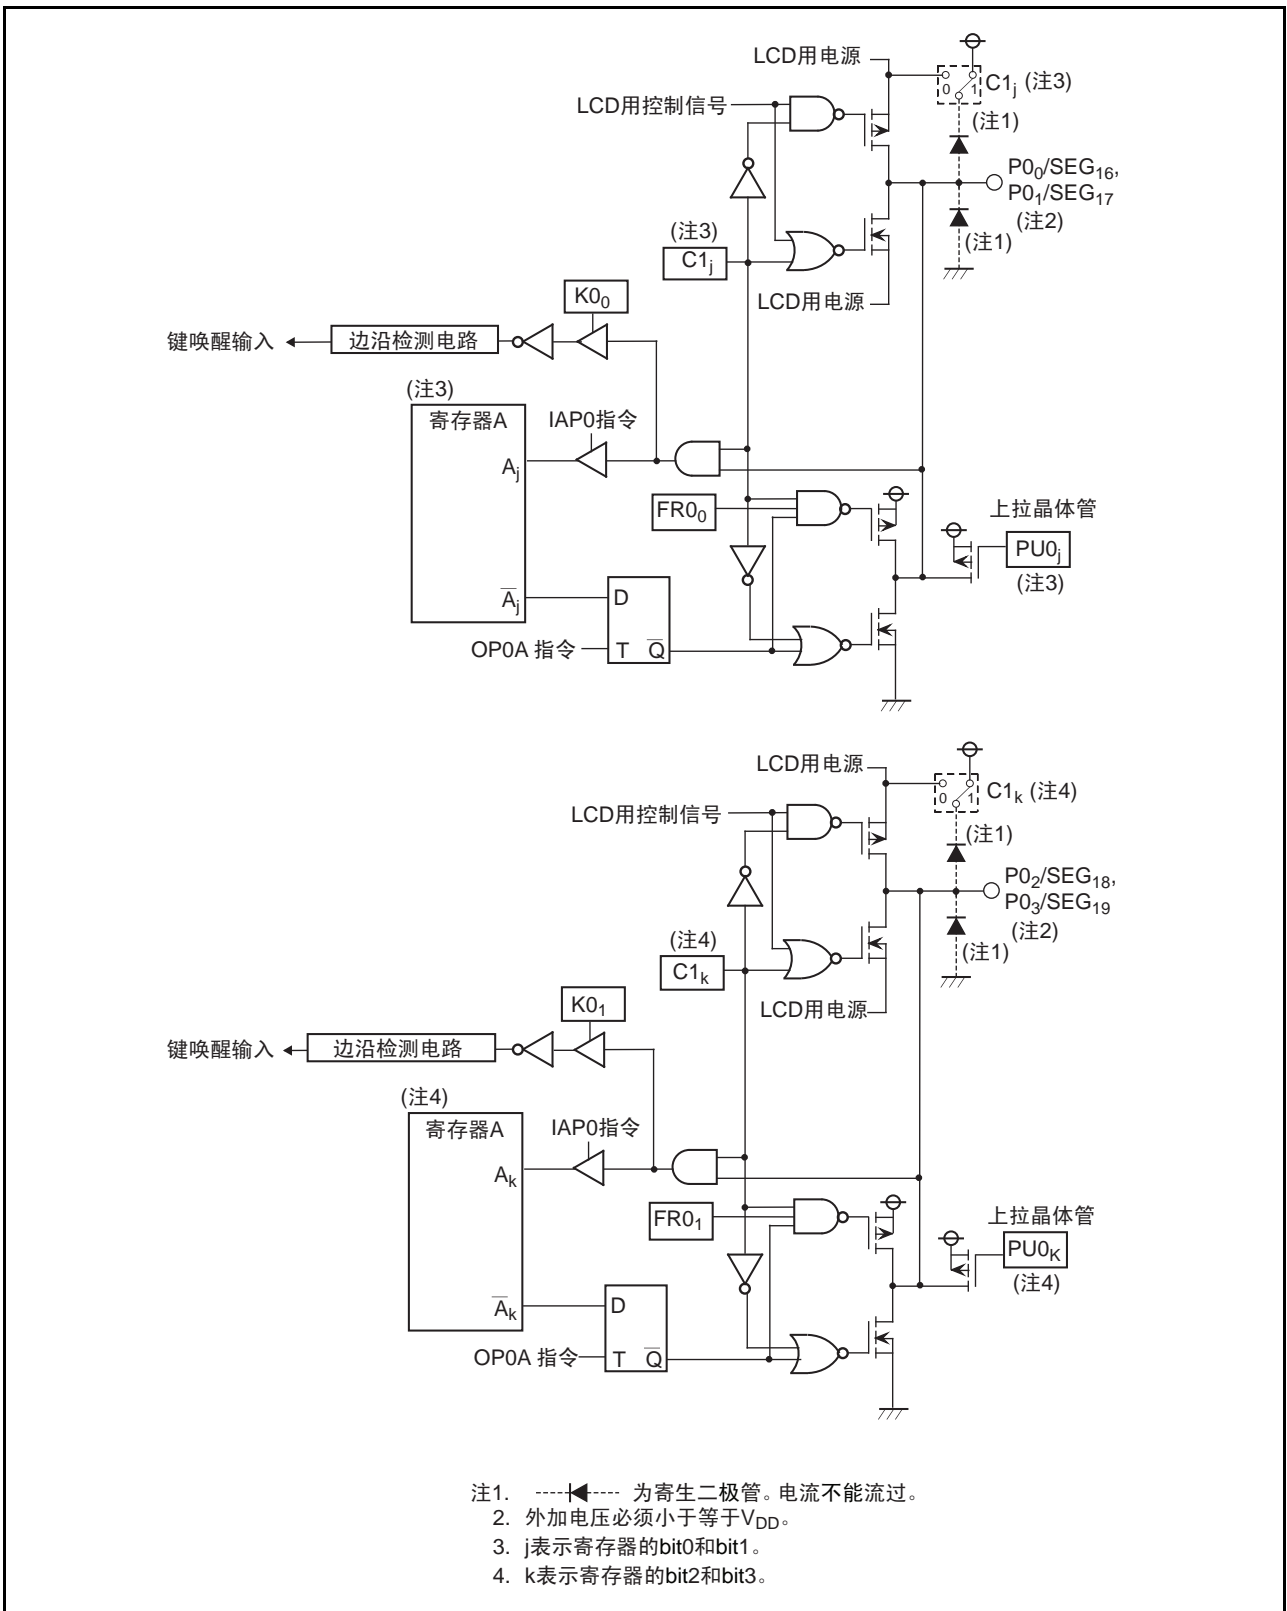 LCD用电源
C1j (注3)
0 1
LCD用控制信号
(注1)
P00/SEG16,
P01/SEG17
(注2)
(注3)
C1j
(注1)
LCD用电源
K00
键唤醒输入
边沿检测电路
(注3)
寄存器A
IAP0指令
Aj
FR00
上拉晶体管
PU0j
(注3)
A̅j
D
OP0A 指令
T Q̅
LCD用电源
C1k (注4)
0 1
LCD用控制信号
(注1)
P02/SEG18,
P03/SEG19
(注2)
(注4)
C1k
(注1)
LCD用电源
K01
键唤醒输入
边沿检测电路
(注4)
寄存器A
IAP0指令
Ak
FR01
上拉晶体管
PU0K
(注4)
A̅k
D
OP0A 指令
T Q̅
注1. 为寄生二极管。电流不能流过。
2. 外加电压必须小于等于VDD。
3. j表示寄存器的bit0和bit1。
4. k表示寄存器的bit2和bit3。